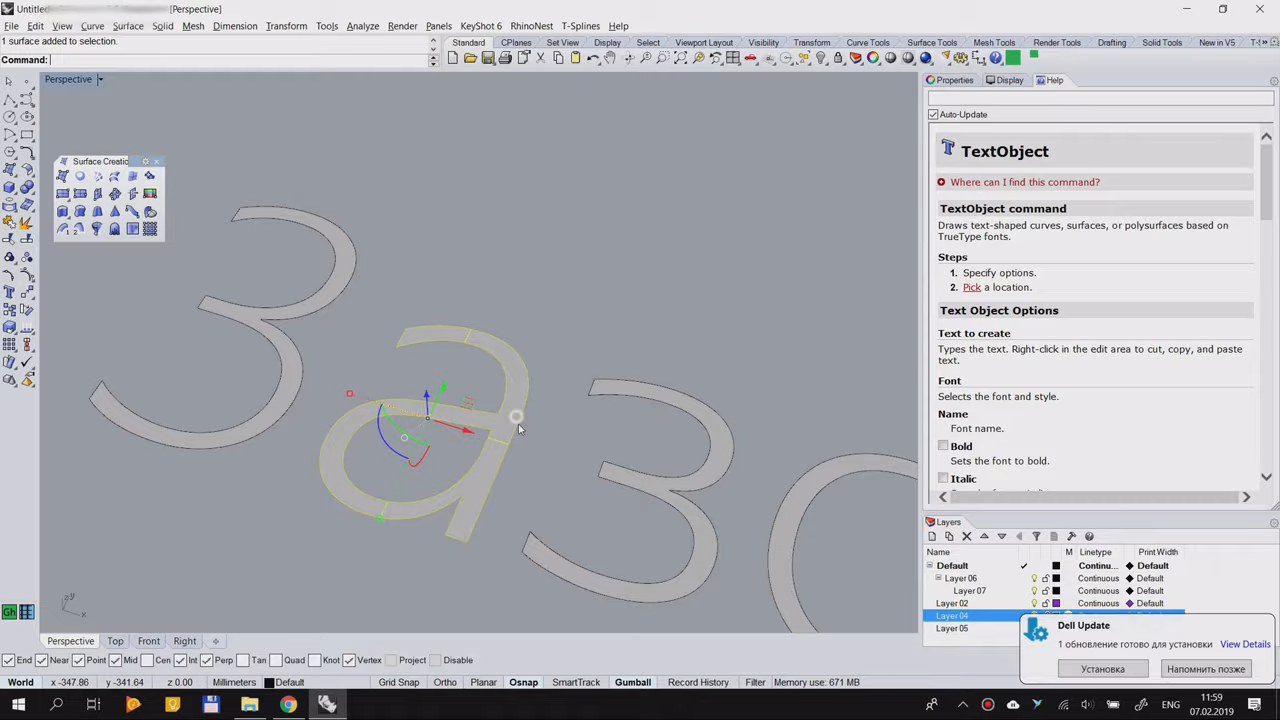 Untitled [Perspective]
File Edit View Curve Surface Solid Mesh Dimension Transform Tools Analyze Render Panels KeyShot 6 RhinoNest T-Splines Help
1 surface added to selection.
Command:
Standard CPlanes Set View Display Select Viewport Layout Visibility Transform Curve Tools Surface Tools Mesh Tools Render Tools Drafting Solid Tools New in V5
Perspective
Surface Creatio
Properties Display Help
Auto-Update
TextObject
Where can I find this command?
TextObject command
Draws text-shaped curves, surfaces, or polysurfaces based on
TrueType fonts.
Steps
1. Specify options.
2. Pick a location.
Text Object Options
Text to create
Types the text. Right-click in the edit area to cut, copy, and
paste text.
Font
Selects the font and style.
Name
Font name.
Bold
Sets the font to bold.
Italic
За
З
Layers
Name M Linetype Print Width
Default Continu... Default
Layer 06 Continuous Default
Layer 07 Continuous Default
Layer 02 Continuous Default
Layer 04
Layer 05
Dell Update
1 обновление готово для установки View Details
Установка Напомнить позже
z y x
Perspective Top Front Right
End Near Point Mid Cen Int Perp Tan Quad Knot Vertex Project Disable
World x -347.86 y -341.64 z 0.00 Millimeters Default Grid Snap Ortho Planar Osnap SmartTrack Gumball Record History Filter Memory use: 671 MB
Gh
ENG
11:59
07.02.2019